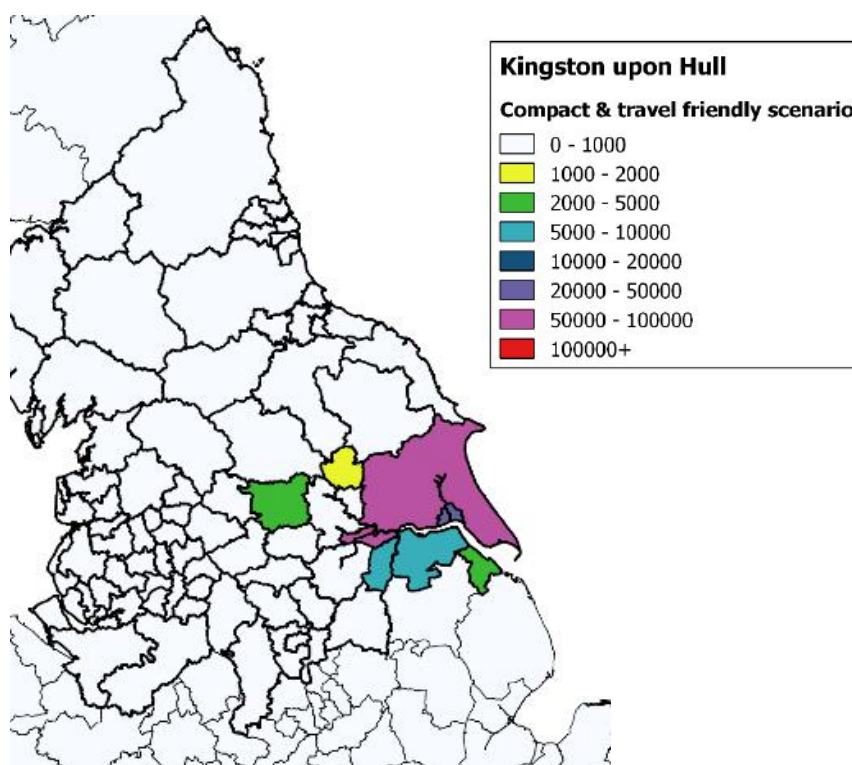 Kingston upon Hull
Compact & travel friendly scenario
0 - 1000
1000 - 2000
2000 - 5000
5000 - 10000
10000 - 20000
20000 - 50000
50000 - 100000
100000+